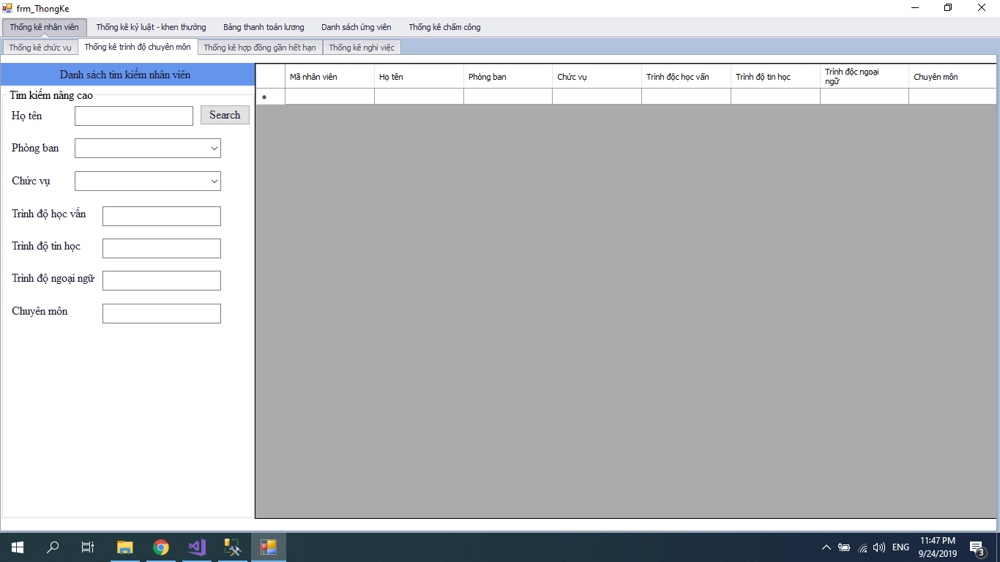 frm_ThongKe
Thống kê nhân viên
Thống kê kỷ luật - khen thưởng
Bảng thanh toán lương
Danh sách ứng viên
Thống kê chấm công
Thống kê chức vụ
Thống kê trình độ chuyên môn
Thống kê hợp đồng gần hết hạn
Thống kê nghỉ việc
Danh sách tìm kiếm nhân viên
Tìm kiếm nâng cao
Họ tên
Search
Phòng ban
Chức vụ
Trình độ học vấn
Trình độ tin học
Trình độ ngoại ngữ
Chuyên môn
Mã nhân viên
Họ tên
Phòng ban
Chức vụ
Trình độc học vấn
Trình độ tin học
Trình độc ngoại
ngữ
Chuyên môn
ENG
11:47 PM
9/24/2019
3